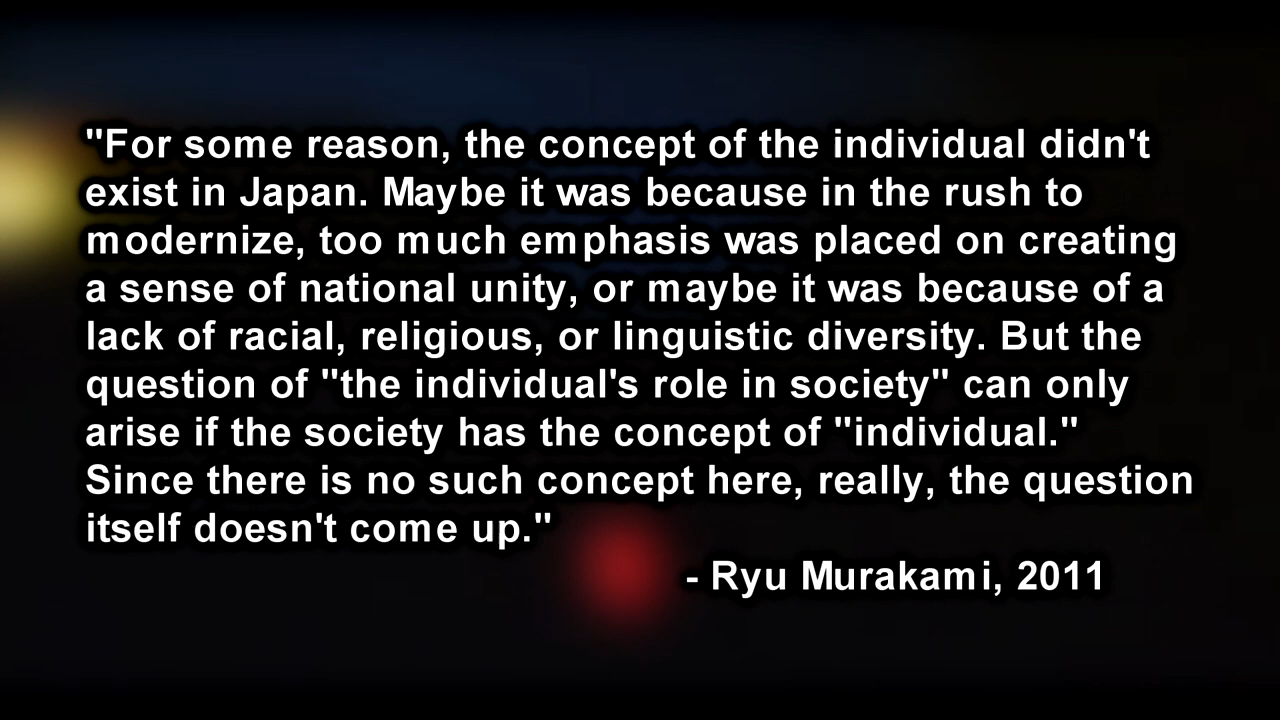 "For some reason, the concept of the individual didn't
exist in Japan. Maybe it was because in the rush to
modernize, too much emphasis was placed on creating
a sense of national unity, or maybe it was because of a
lack of racial, religious, or linguistic diversity. But the
question of "the individual's role in society" can only
arise if the society has the concept of "individual."
Since there is no such concept here, really, the question
itself doesn't come up."
- Ryu Murakami, 2011